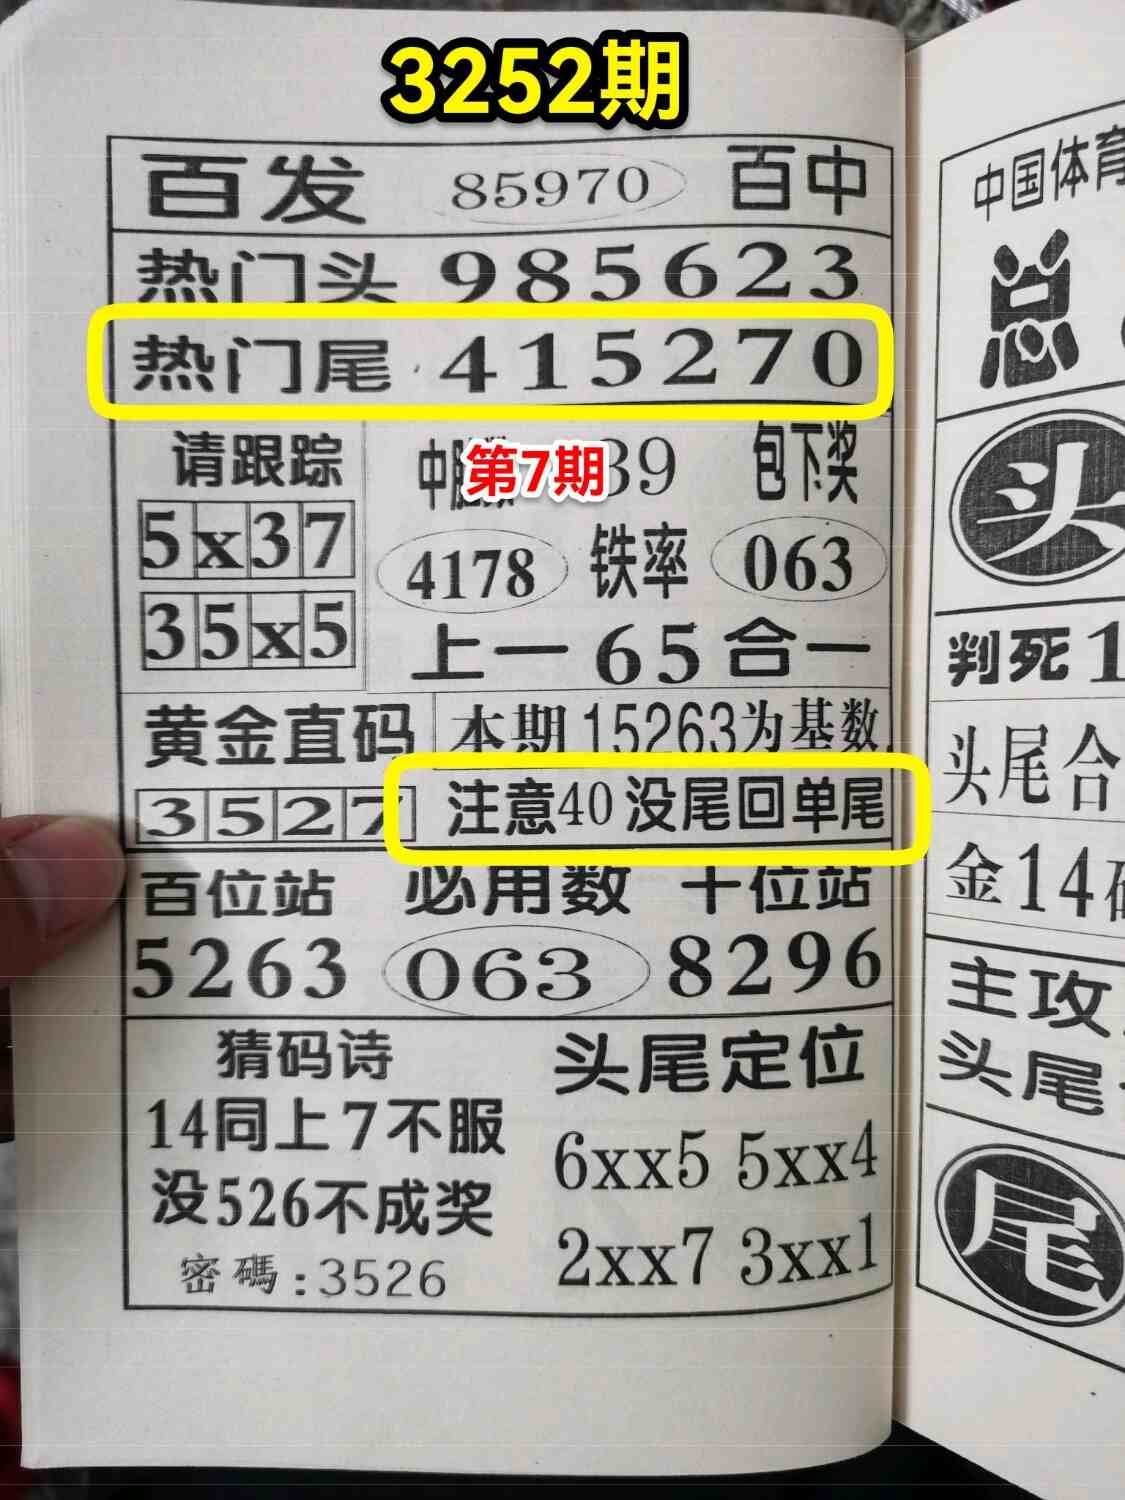 3252期
百发 85970 百中
热门头 985623
热门尾 415270
请跟踪
5x37
35x5
中 第7期 39 包下奖
4178 铁率 063
上一65合一
黄金直码
3527
本期15263为基数
注意40没尾回单尾
百位站 必用数 十位站
5263 063 8296
猜码诗
14同上7不服
没526不成奖
密碼:3526
头尾定位
6xx5 5xx4
2xx7 3xx1
中国体育
总
头
判死1
头尾合
金14
主攻
头尾
尾